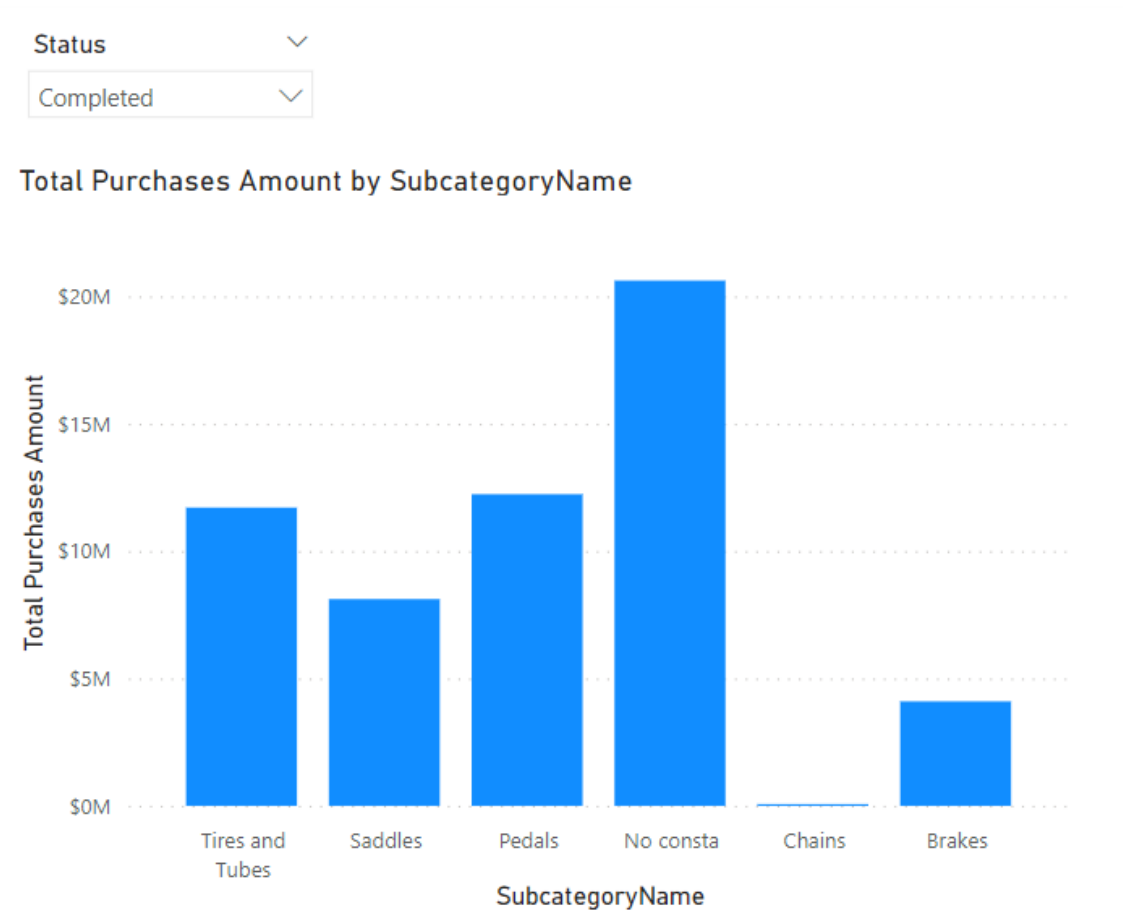 Status
Completed
Total Purchases Amount by SubcategoryName
$20M
$15M
$10M
$5M
$0M
Total Purchases Amount
Tires and
Tubes
Saddles
Pedals
No consta
Chains
Brakes
SubcategoryName